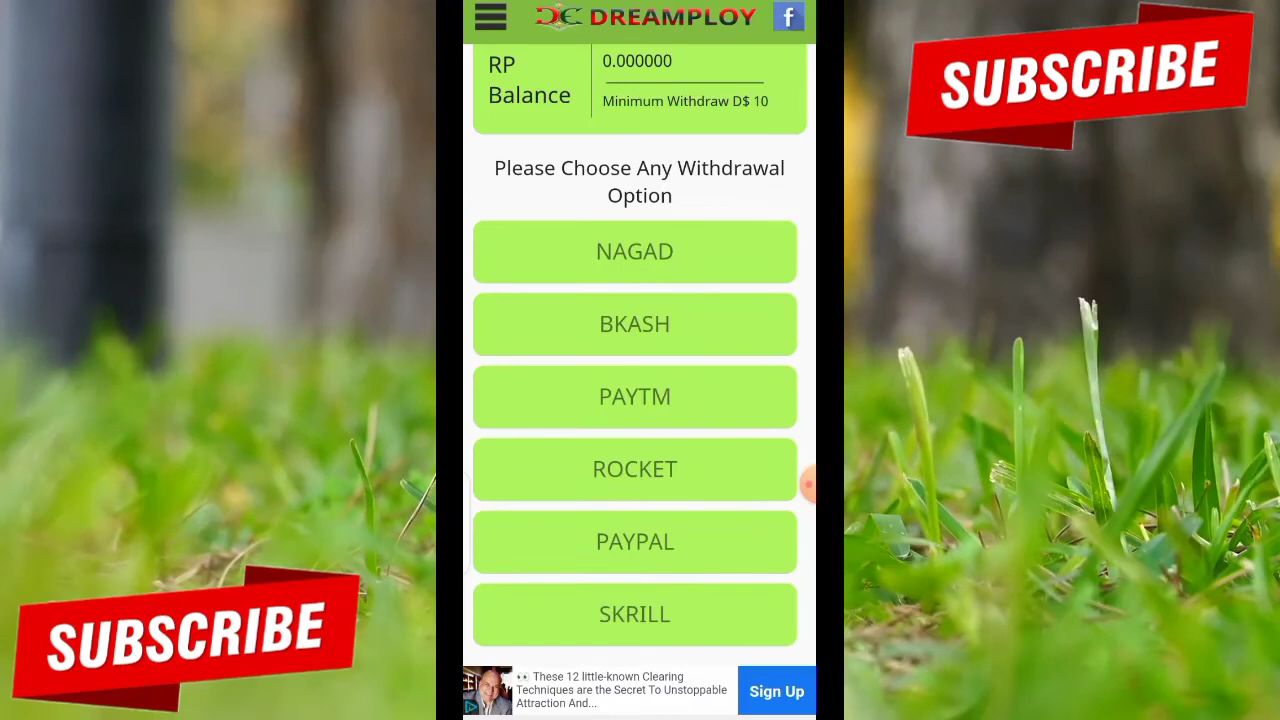 DREAMPLOY
f
SUBSCRIBE
RP
Balance
0.000000
Minimum Withdraw D$ 10
Please Choose Any Withdrawal
Option
NAGAD
BKASH
PAYTM
ROCKET
PAYPAL
SKRILL
SUBSCRIBE
👀 These 12 little-known Clearing
Techniques are the Secret To Unstoppable
Attraction And...
Sign Up